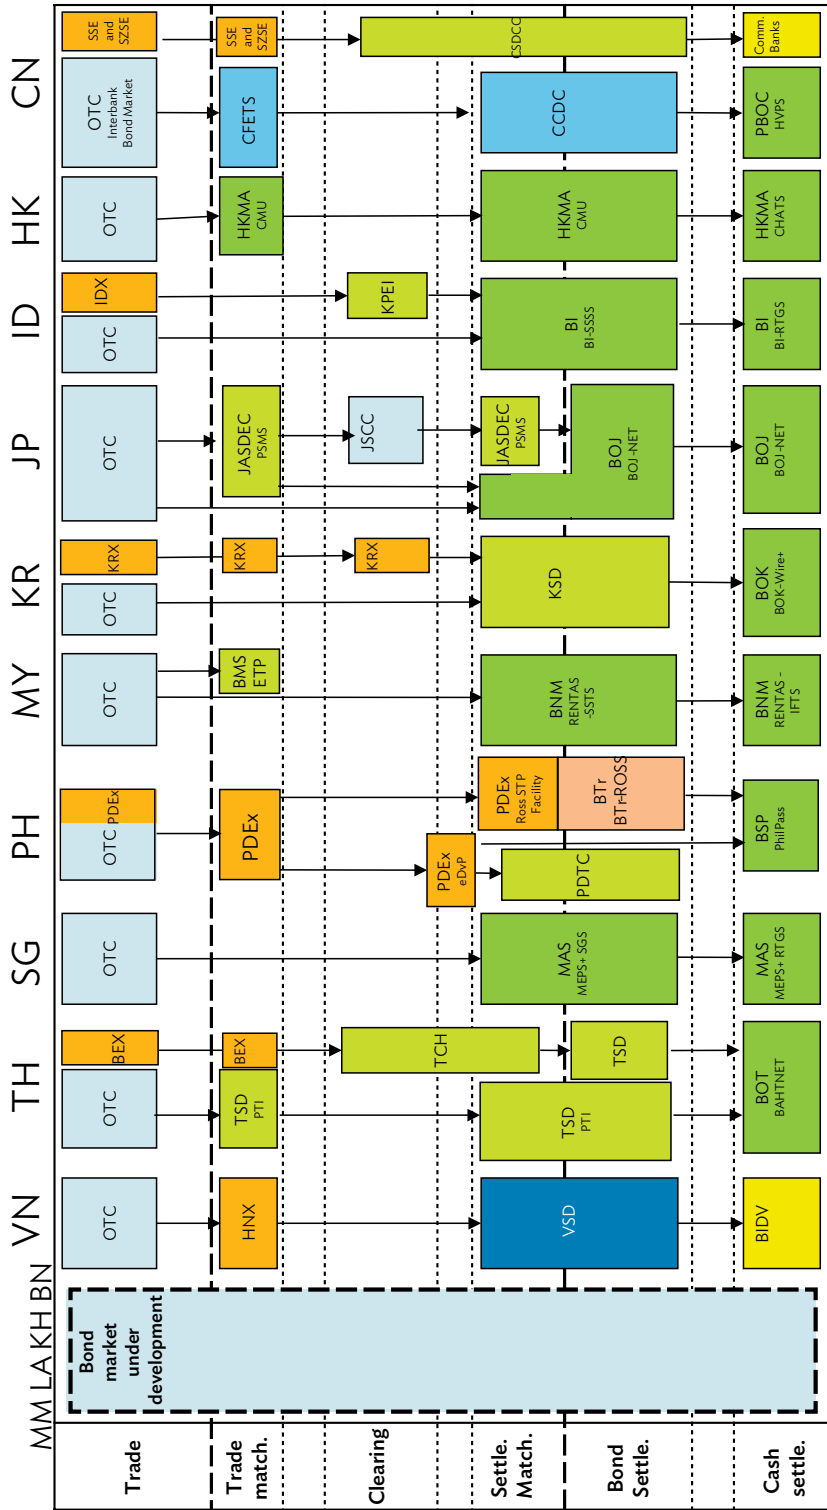 MM LA KH BN
VN
TH
SG
PH
MY
KR
JP
ID
HK
CN
Trade
Bond
market
under
development
OTC
OTC
BEX
OTC
OTC
PDEx
OTC
OTC
KRX
OTC
OTC
IDX
OTC
OTC
Interbank
Bond Market
SSE
and
SZSE
Trade
match.
HNX
TSD
PTI
BEX
PDEx
BMS
ETP
KRX
JASDEC
PSMS
HKMA
CMU
CFETS
SSE
and
SZSE
Clearing
TCH
PDEx
eDvP
KRX
JSCC
KPEI
CSDCC
Settle.
Match.
Bond
Settle.
VSD
TSD
PTI
TSD
MAS
MEPS+ SGS
PDTC
PDEx
Ross STP
Facility
BTr
BTr-ROSS
BNM
RENTAS
-SSTS
KSD
JASDEC
PSMS
BOJ
BOJ-NET
BI
BI-SSSS
HKMA
CMU
CCDC
Cash
settle.
BIDV
BOT
BAHTNET
MAS
MEPS+ RTGS
BSP
PhilPass
BNM
RENTAS -
IFTS
BOK
BOK-Wire+
BOJ
BOJ-NET
BI
BI-RTGS
HKMA
CHATS
PBOC
HVPS
Comm.
Banks